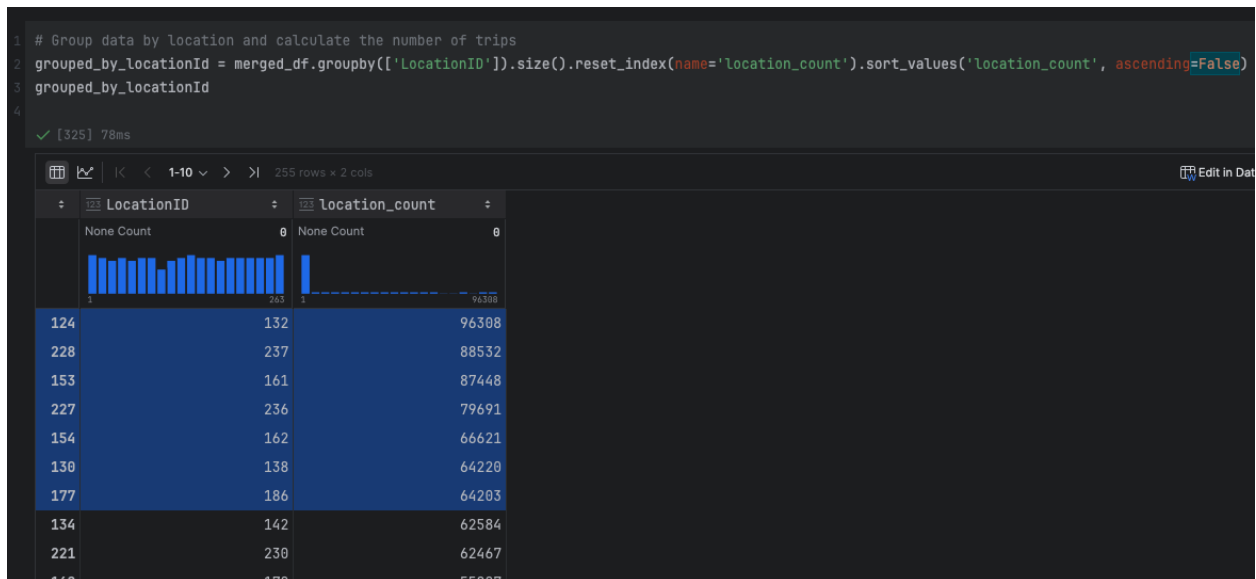 1 # Group data by location and calculate the number of trips
2 grouped_by_locationId = merged_df.groupby(['LocationID']).size().reset_index(name='location_count').sort_values('location_count', ascending=False)
3 grouped_by_locationId
4
✓ [325] 78ms
1-10 255 rows × 2 cols Edit in Dat
123 LocationID 123 location_count
None Count 0 None Count 0
1 263 1 96308
124 132 96308
228 237 88532
153 161 87448
227 236 79691
154 162 66621
130 138 64220
177 186 64203
134 142 62584
221 230 62467